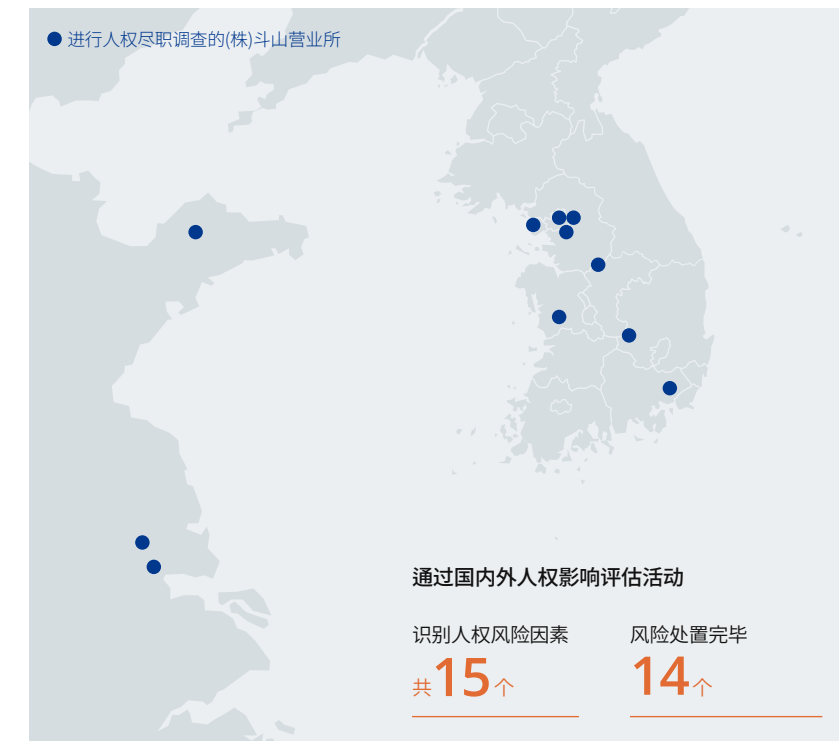 进行人权尽职调查的(株)斗山营业所
通过国内外人权影响评估活动
识别人权风险因素
共15个
风险处置完毕
14个